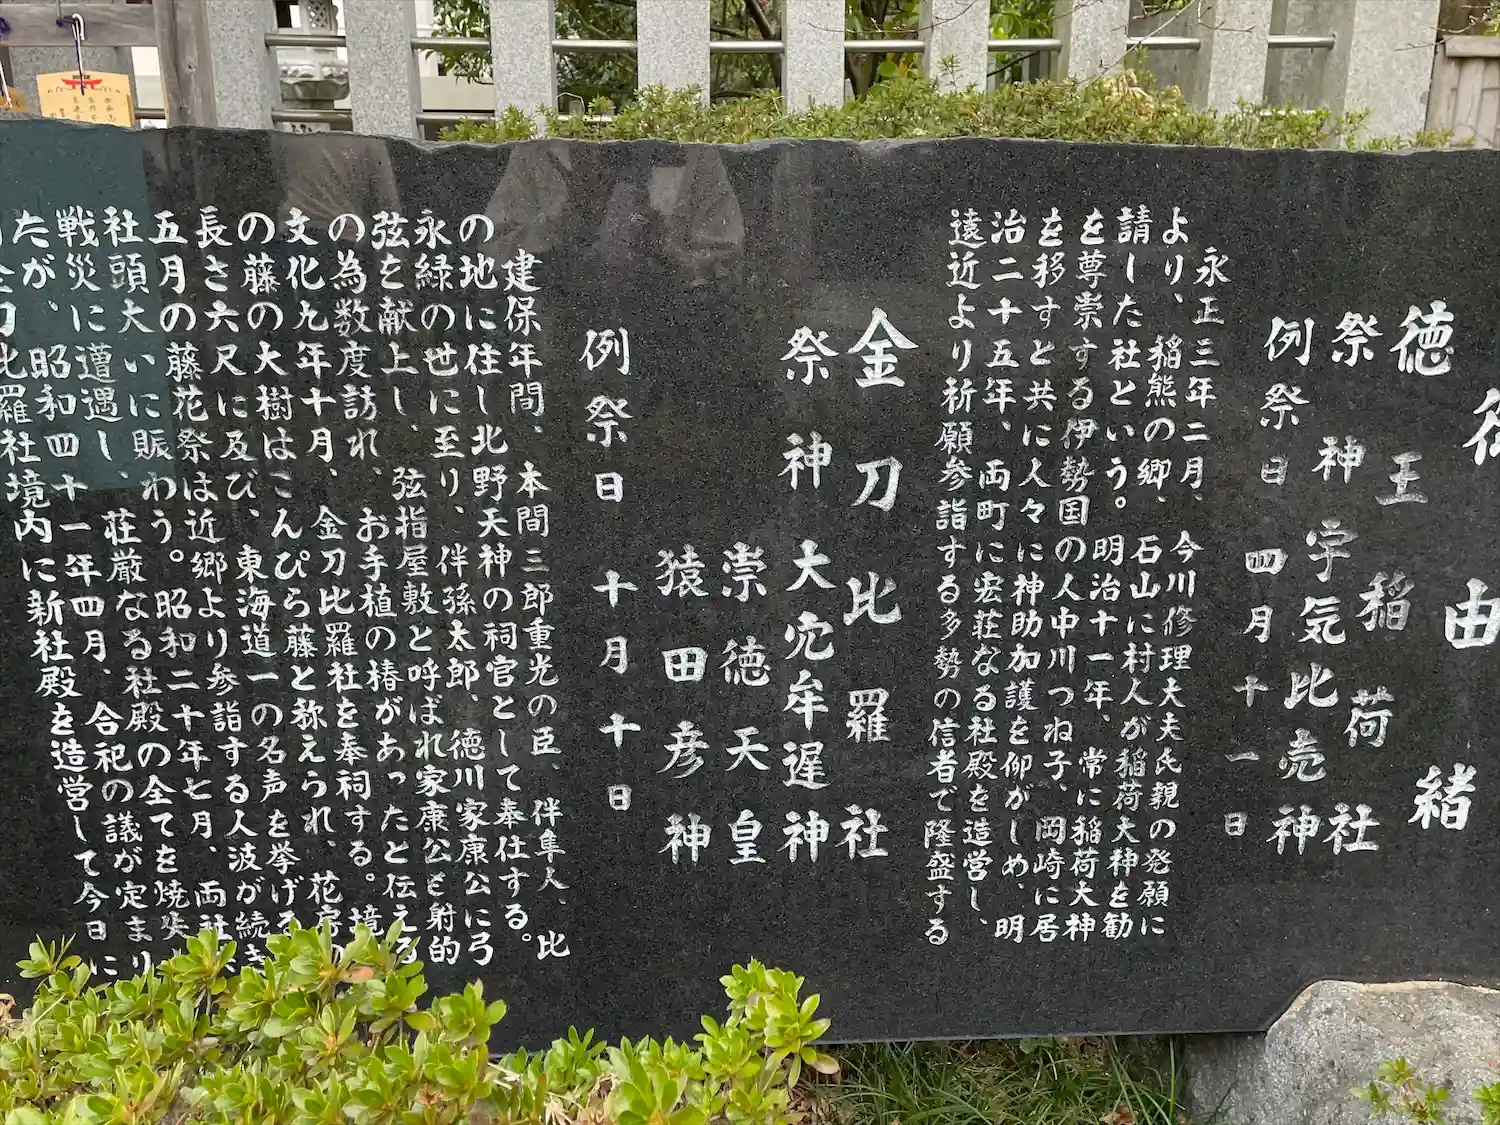 御由緒
徳王稲荷社
祭神宇気比売神
例祭日四月十一日
永正三年二月、今川修理大夫氏親の発願に
より、稲熊の郷、石山に村人が稲荷大神を勧
請した社という。明治十一年、常に稲荷大神
を尊崇する伊勢国の人中川つね子、岡崎に居
を移すと共に人々に神助加護を仰がしめ、明
治二十五年、両町に宏荘なる社殿を造営し、
遠近より祈願参詣する多勢の信者で隆盛する
金刀比羅社
祭神大穴牟遅神
崇徳天皇
猿田彦神
例祭日十月十日
建保年間、本間三郎重光の臣、伴隼人、比
の地に住し北野天神の祠官として奉仕する。
永緑の世に至り、伴孫太郎、徳川家康公に弓
弦を献上し、弦指屋敷と呼ばれ家康公も射的
の為数度訪れ、お手植の椿があったと伝える
文化九年十月、金刀比羅社を奉祠する。境
の藤の大樹はこんぴら藤と称えられ、花房の
長さ六尺に及び、東海道一の名声を挙げる
五月の藤花祭は近郷より参詣する人波が続き
社頭大いに賑わう。昭和二十年七月、両社
戦災に遭遇し、荘厳なる社殿の全てを焼失
たが、昭和四十一年四月、合祀の議が定まり
金刀比羅社境内に新社殿を造営して今日に